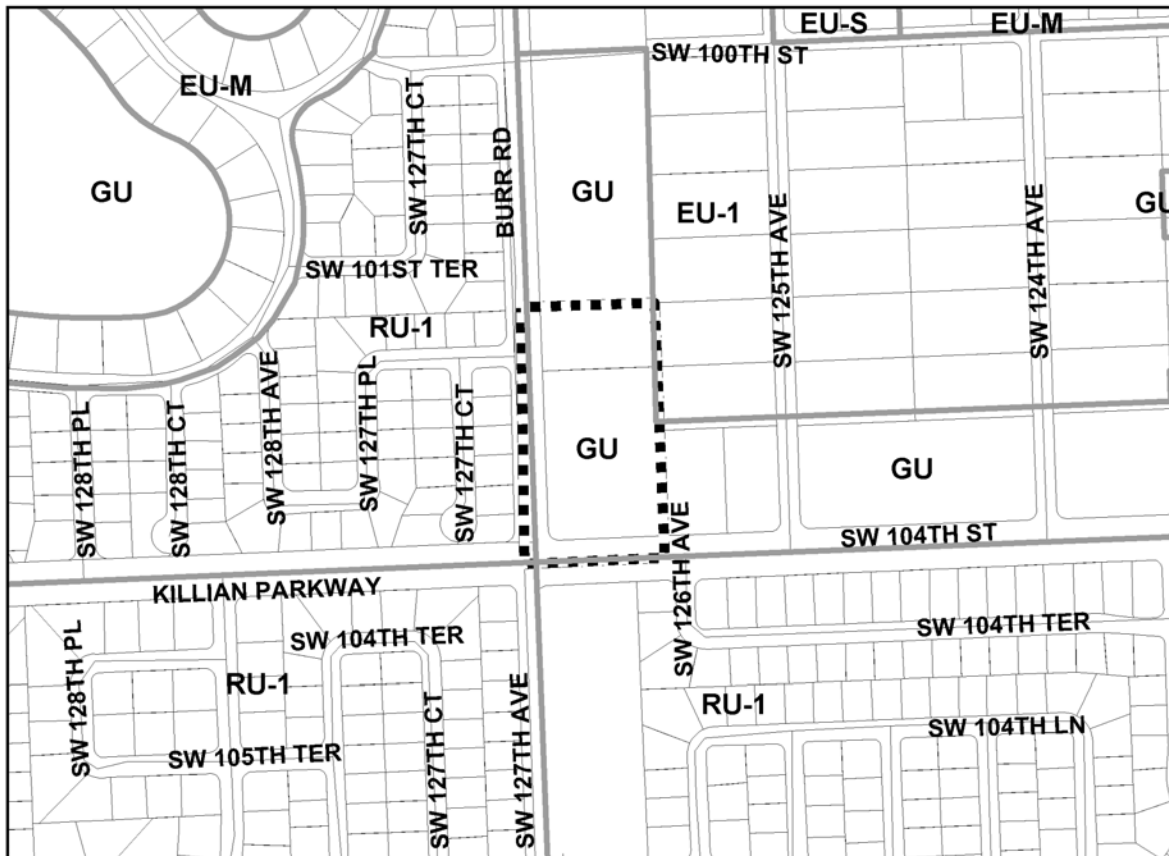 EU-S
EU-M
SW 100TH ST
EU-M
SW 127TH CT
BURR RD
GU
GU
EU-1
SW 125TH AVE
SW 124TH AVE
GU
SW 101ST TER
RU-1
SW 128TH PL
SW 128TH CT
SW 128TH AVE
SW 127TH PL
SW 127TH CT
GU
GU
SW 126TH AVE
SW 104TH ST
KILLIAN PARKWAY
SW 128TH PL
SW 104TH TER
SW 104TH TER
RU-1
SW 127TH CT
SW 127TH AVE
RU-1
SW 104TH LN
SW 105TH TER